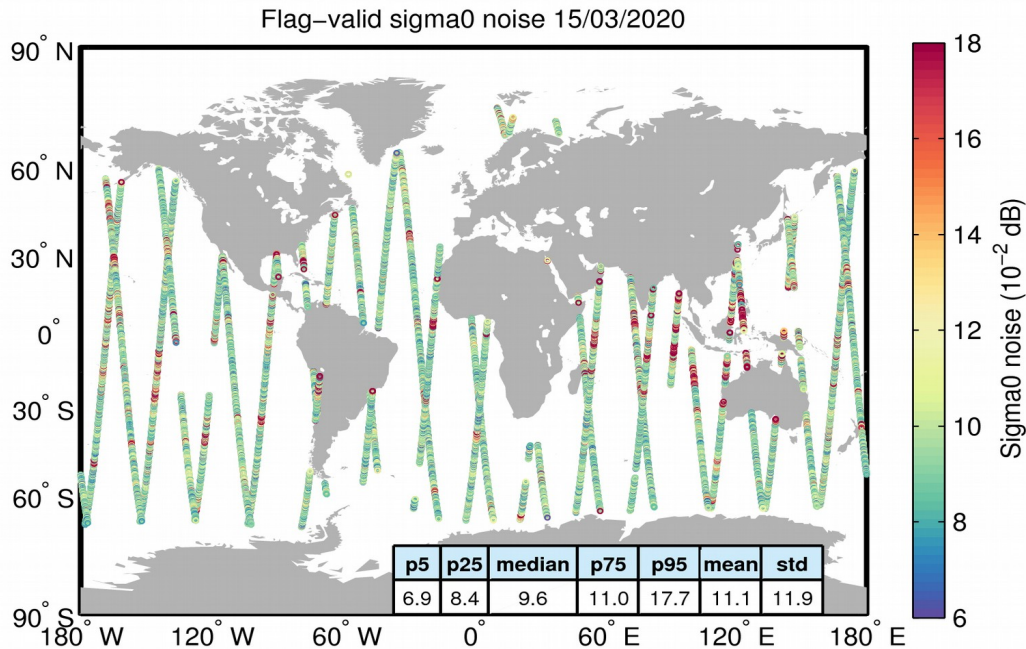 Flag−valid sigma0 noise 15/03/2020
90° N
60° N
30° N
0°
30° S
60° S
90° S
180° W
120° W
60° W
0°
60° E
120° E
180° E
p5 p25 median p75 p95 mean std
6.9 8.4 9.6 11.0 17.7 11.1 11.9
18
16
14
12
10
8
6
Sigma0 noise (10⁻² dB)